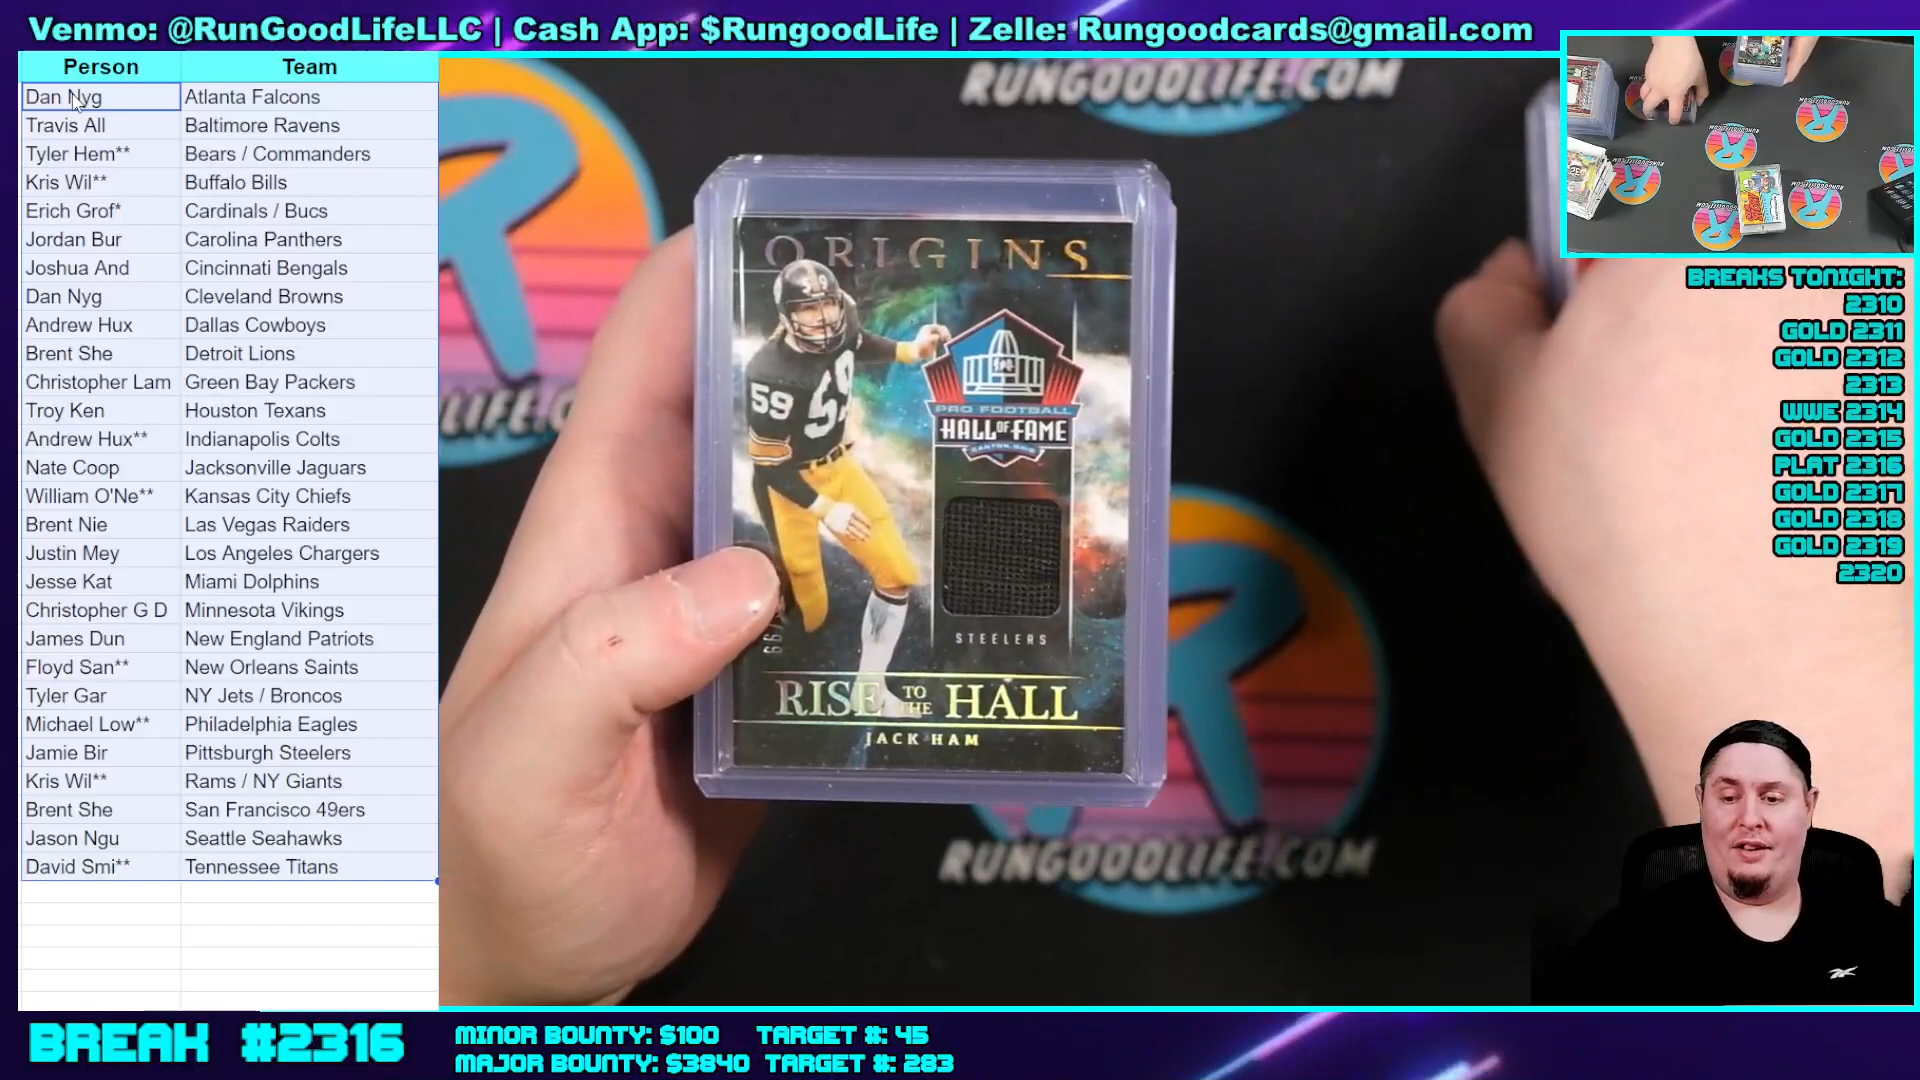 Venmo: @RunGoodLifeLLC | Cash App: $RungoodLife | Zelle: Rungoodcards@gmail.com
Person Team
Dan Nyg Atlanta Falcons
Travis All Baltimore Ravens
Tyler Hem** Bears / Commanders
Kris Wil** Buffalo Bills
Erich Grof* Cardinals / Bucs
Jordan Bur Carolina Panthers
Joshua And Cincinnati Bengals
Dan Nyg Cleveland Browns
Andrew Hux Dallas Cowboys
Brent She Detroit Lions
Christopher Lam Green Bay Packers
Troy Ken Houston Texans
Andrew Hux** Indianapolis Colts
Nate Coop Jacksonville Jaguars
William O'Ne** Kansas City Chiefs
Brent Nie Las Vegas Raiders
Justin Mey Los Angeles Chargers
Jesse Kat Miami Dolphins
Christopher G D Minnesota Vikings
James Dun New England Patriots
Floyd San** New Orleans Saints
Tyler Gar NY Jets / Broncos
Michael Low** Philadelphia Eagles
Jamie Bir Pittsburgh Steelers
Kris Wil** Rams / NY Giants
Brent She San Francisco 49ers
Jason Ngu Seattle Seahawks
David Smi** Tennessee Titans
RUNGOODLIFE.COM
ORIGINS
59
59
PRO FOOTBALL
HALL OF FAME
CANTON, OHIO
STEELERS
RISE TO THE HALL
JACK HAM
RUNGOODLIFE.COM
BREAKS TONIGHT:
2310
GOLD 2311
GOLD 2312
2313
WWE 2314
GOLD 2315
PLAT 2316
GOLD 2317
GOLD 2318
GOLD 2319
2320
BREAK #2316
MINOR BOUNTY: $100 TARGET #: 45
MAJOR BOUNTY: $3840 TARGET #: 283